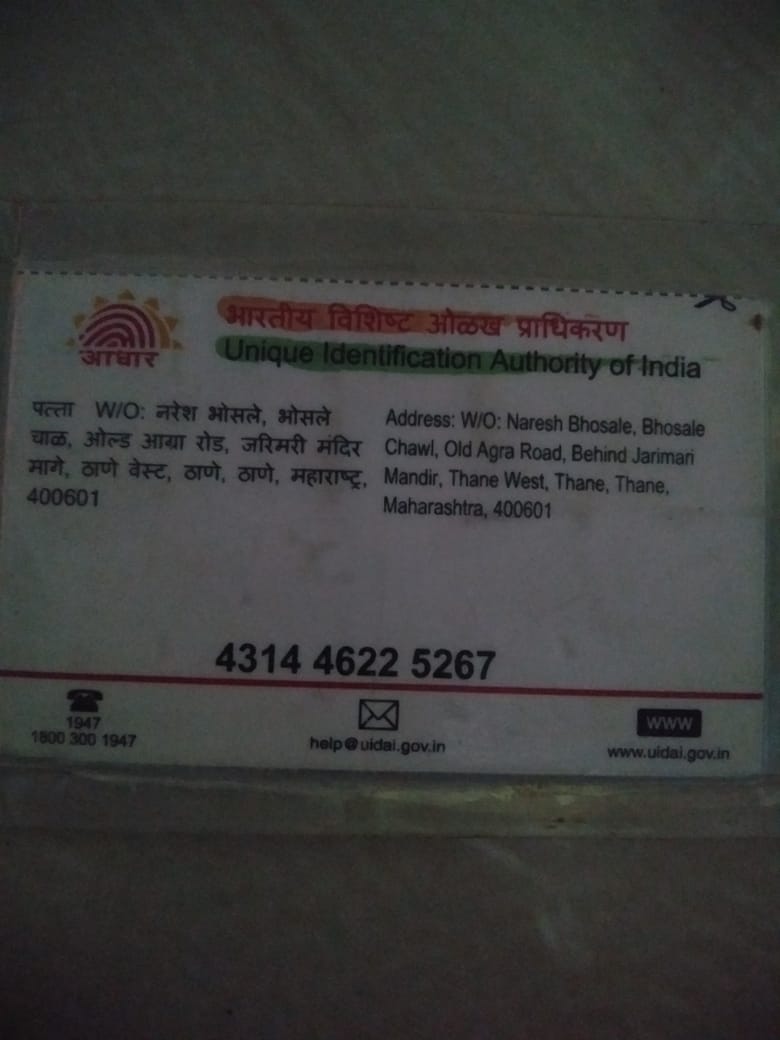 आधार
भारतीय विशिष्ट ओळख प्राधिकरण
Unique Identification Authority of India
पत्ता W/O: नरेश भोसले, भोसले
चाळ, ओल्ड आग्रा रोड, जरिमरी मंदिर
मागे, ठाणे वेस्ट, ठाणे, ठाणे, महाराष्ट्र,
400601
Address: W/O: Naresh Bhosale, Bhosale
Chawl, Old Agra Road, Behind Jarimari
Mandir, Thane West, Thane, Thane,
Maharashtra, 400601
4314 4622 5267
1947
1800 300 1947
help@uidai.gov.in
WWW
www.uidai.gov.in